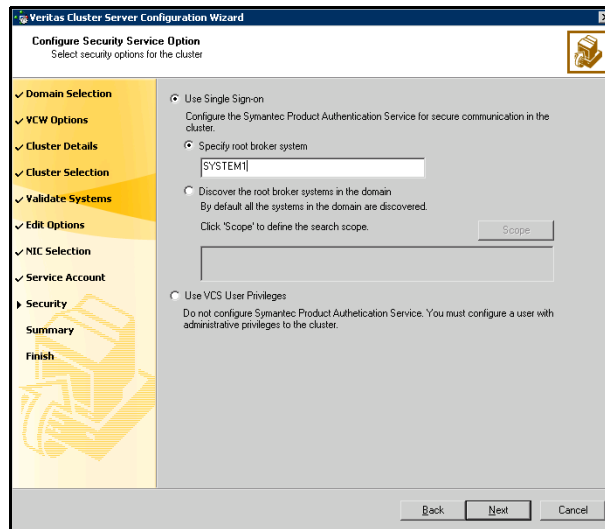 Veritas Cluster Server Configuration Wizard
Configure Security Service Option
Select security options for the cluster
Domain Selection
VCW Options
Cluster Details
Cluster Selection
Validate Systems
Edit Options
NIC Selection
Service Account
Security
Summary
Finish
Use Single Sign-on
Configure the Symantec Product Authentication Service for secure communication in the
cluster.
Specify root broker system
SYSTEM1
Discover the root broker systems in the domain
By default all the systems in the domain are discovered.
Click 'Scope' to define the search scope.
Scope
Use VCS User Privileges
Do not configure Symantec Product Authetication Service. You must configure a user with
administrative privileges to the cluster.
Back
Next
Cancel